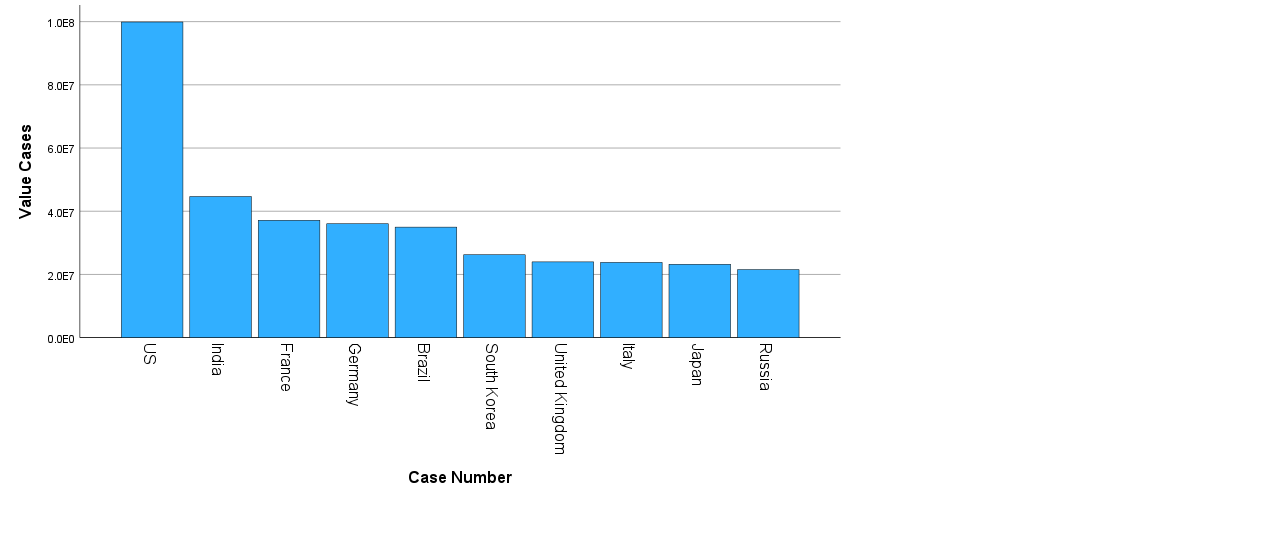 1.0E8
8.0E7
6.0E7
4.0E7
2.0E7
0.0E0
Value Cases
US
India
France
Germany
Brazil
South Korea
United Kingdom
Italy
Japan
Russia
Case Number